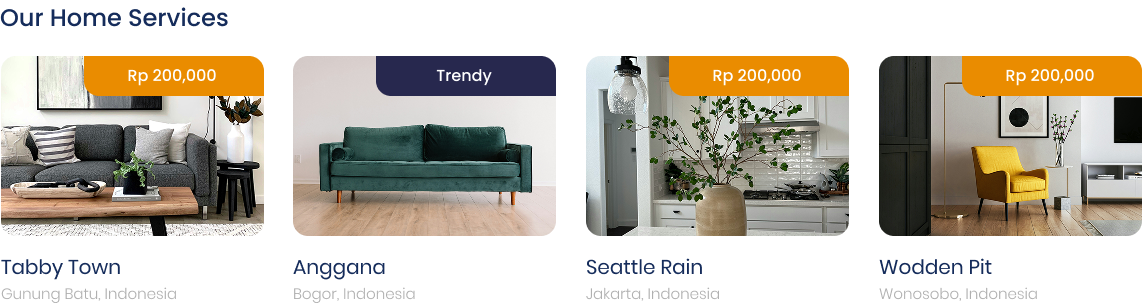 Our Home Services
Rp 200,000
Trendy
Rp 200,000
Rp 200,000
Tabby Town
Anggana
Seattle Rain
Wodden Pit
Gunung Batu, Indonesia
Bogor, Indonesia
Jakarta, Indonesia
Wonosobo, Indonesia